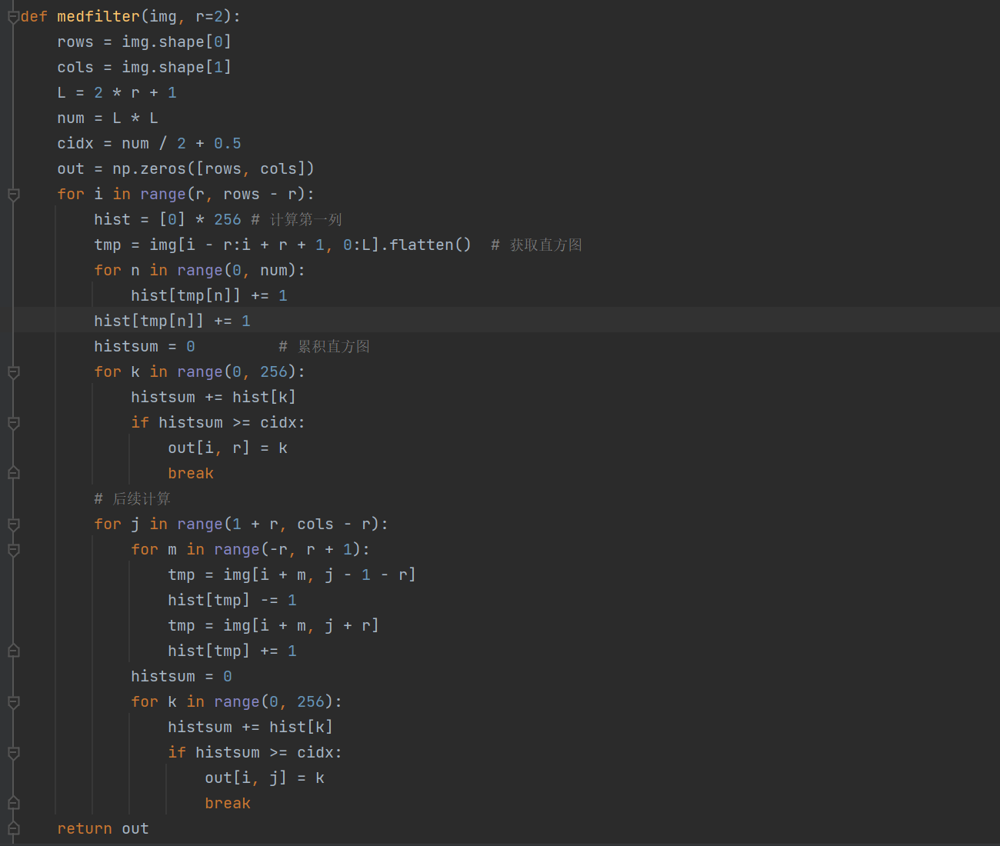 def medfilter(img, r=2):
    rows = img.shape[0]
    cols = img.shape[1]
    L = 2 * r + 1
    num = L * L
    cidx = num / 2 + 0.5
    out = np.zeros([rows, cols])
    for i in range(r, rows - r):
        hist = [0] * 256 # 计算第一列
        tmp = img[i - r:i + r + 1, 0:L].flatten()  # 获取直方图
        for n in range(0, num):
            hist[tmp[n]] += 1
        hist[tmp[n]] += 1
        histsum = 0         # 累积直方图
        for k in range(0, 256):
            histsum += hist[k]
            if histsum >= cidx:
                out[i, r] = k
                break
        # 后续计算
        for j in range(1 + r, cols - r):
            for m in range(-r, r + 1):
                tmp = img[i + m, j - 1 - r]
                hist[tmp] -= 1
                tmp = img[i + m, j + r]
                hist[tmp] += 1
            histsum = 0
            for k in range(0, 256):
                histsum += hist[k]
                if histsum >= cidx:
                    out[i, j] = k
                    break
    return out